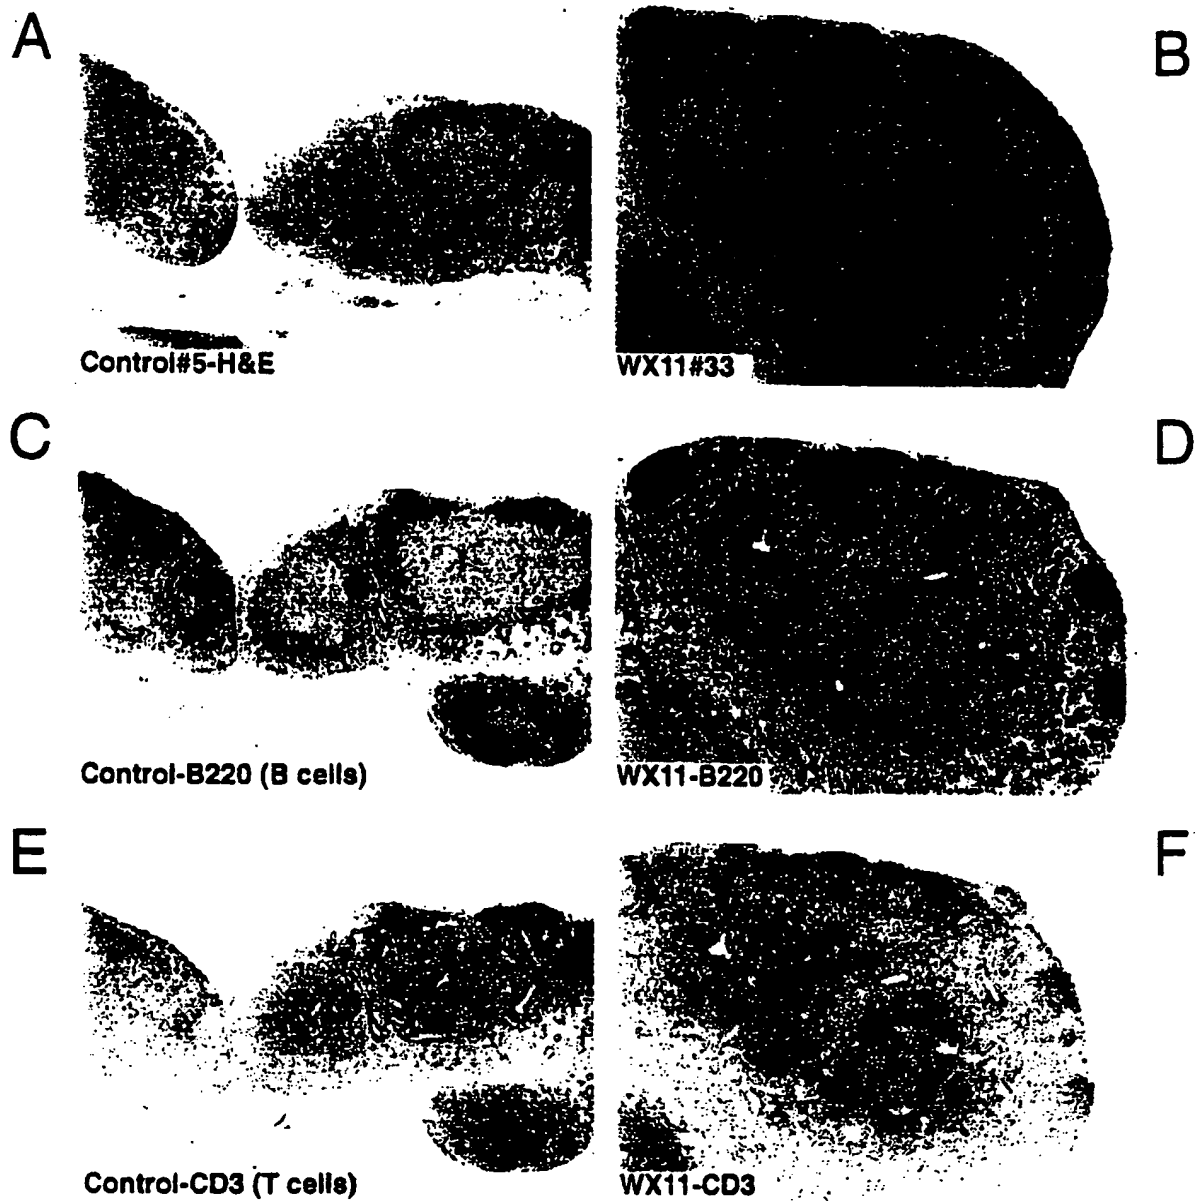 A
B
Control#5-H&E
WX11#33
C
D
Control-B220 (B cells)
WX11-B220
E
F
Control-CD3 (T cells)
WX11-CD3